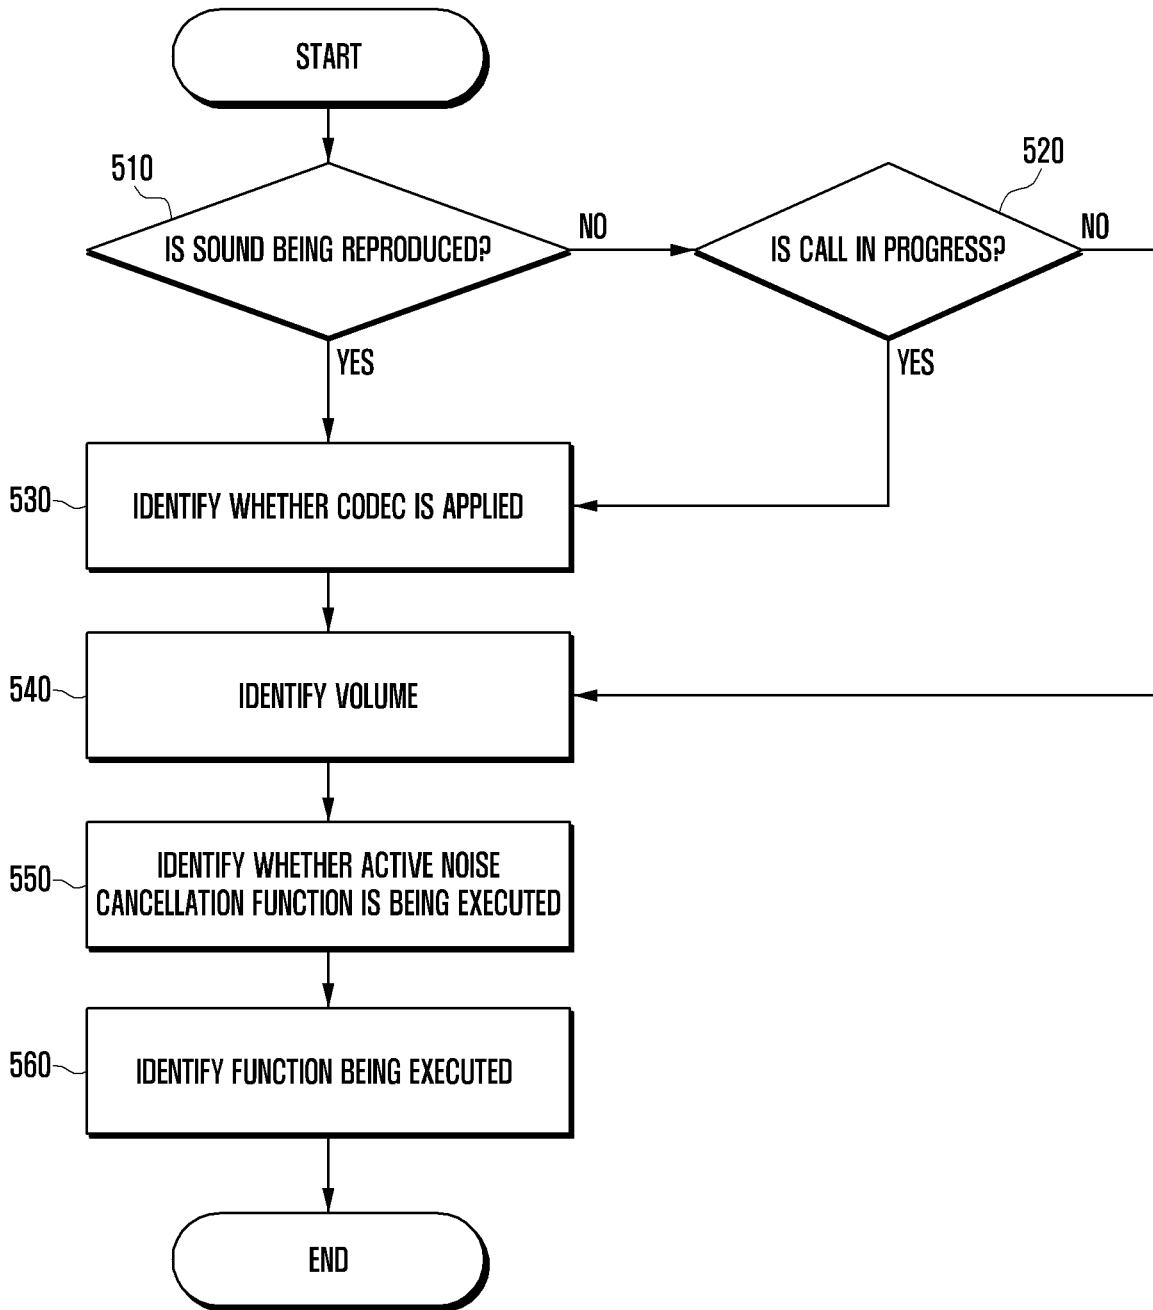 START
510
IS SOUND BEING REPRODUCED?
NO
520
IS CALL IN PROGRESS?
NO
YES
YES
530
IDENTIFY WHETHER CODEC IS APPLIED
540
IDENTIFY VOLUME
550
IDENTIFY WHETHER ACTIVE NOISE
CANCELLATION FUNCTION IS BEING EXECUTED
560
IDENTIFY FUNCTION BEING EXECUTED
END